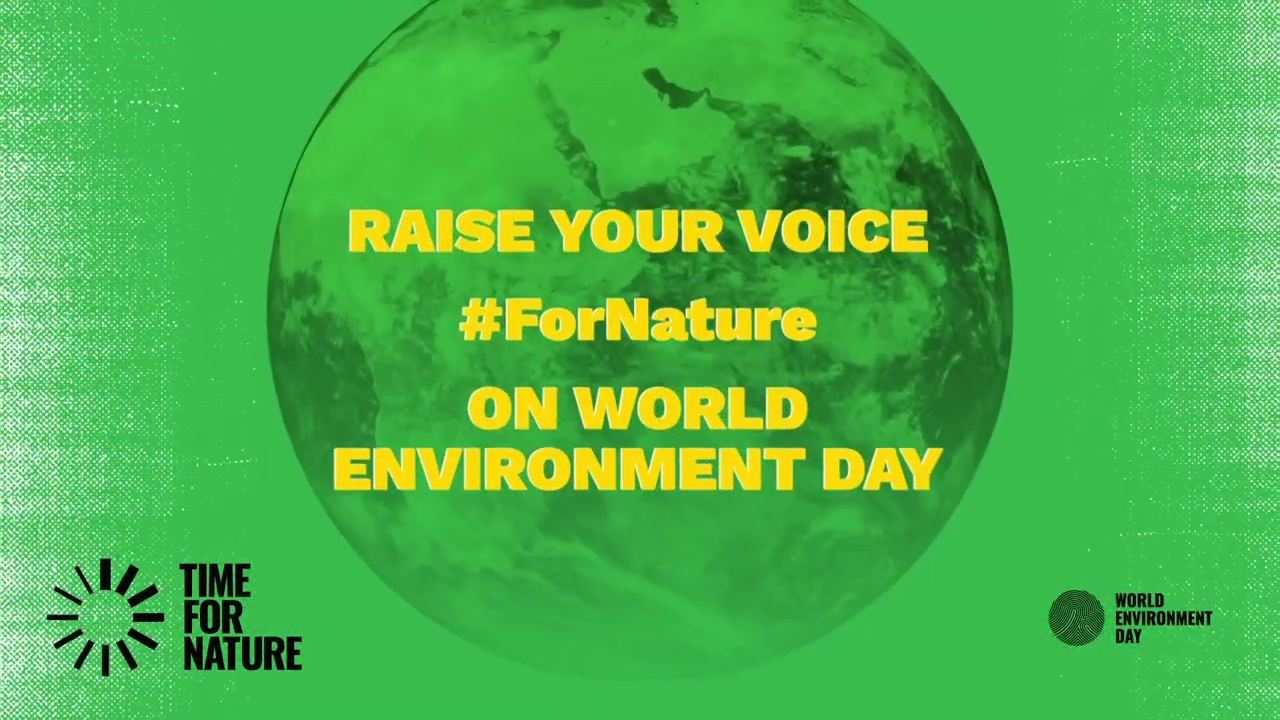 RAISE YOUR VOICE
#ForNature
ON WORLD
ENVIRONMENT DAY
TIME
FOR
NATURE
WORLD
ENVIRONMENT
DAY